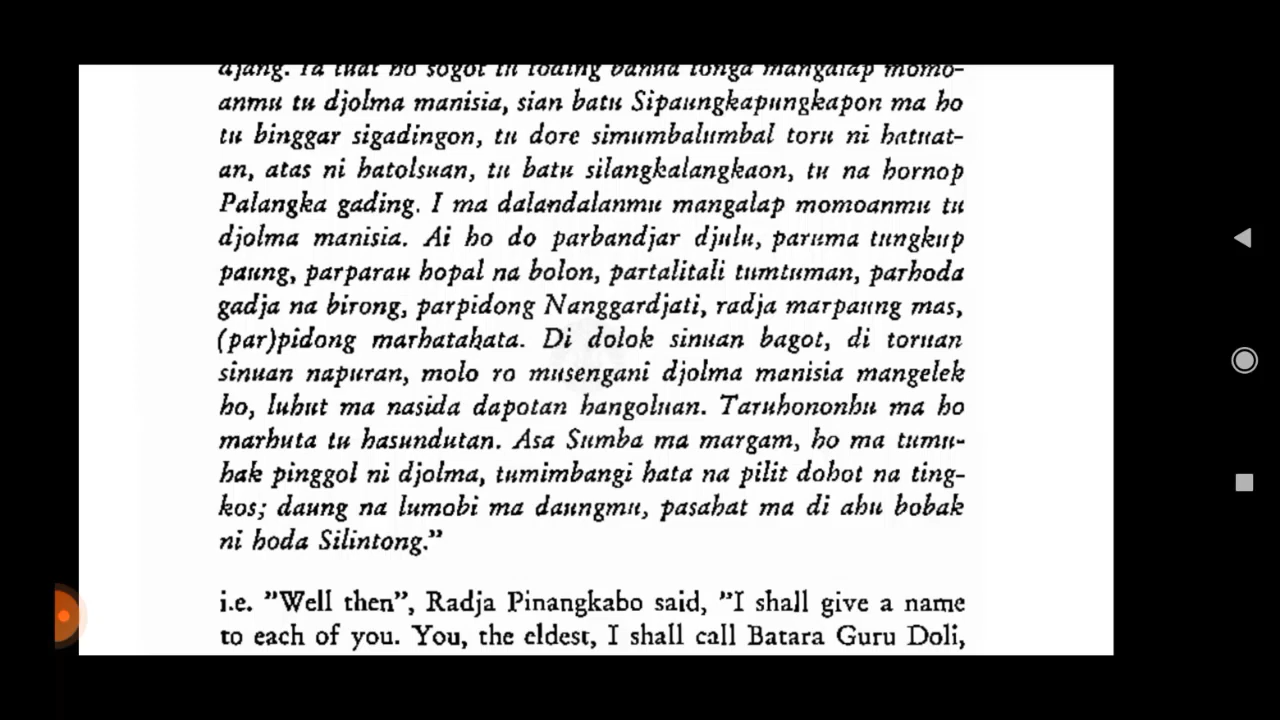 ajang. Ia tuat ho sogot tu toding banua tonga mangalap momo-
anmu tu djolma manisia, sian batu Sipaungkapungkapon ma ho
tu binggar sigadingon, tu dore simumbalumbal toru ni hatuat-
an, atas ni hatolsuan, tu batu silangkalangkaon, tu na hornop
Palangka gading. I ma dalandalanmu mangalap momoanmu tu
djolma manisia. Ai ho do parbandjar djulu, paruma tungkup
paung, parparau hopal na bolon, partalitali tumtuman, parhoda
gadja na birong, parpidong Nanggardjati, radja marpaung mas,
(par)pidong marhatahata. Di dolok sinuan bagot, di toruan
sinuan napuran, molo ro musengani djolma manisia mangelek
ho, luhut ma nasida dapotan hangoluan. Taruhononhu ma ho
marhuta tu hasundutan. Asa Sumba ma margam, ho ma tumu-
hak pinggol ni djolma, tumimbangi hata na pilit dohot na ting-
kos; daung na lumobi ma daungmu, pasahat ma di ahu bobak
ni hoda Silintong.”
i.e. ”Well then”, Radja Pinangkabo said, ”I shall give a name
to each of you. You, the eldest, I shall call Batara Guru Doli,